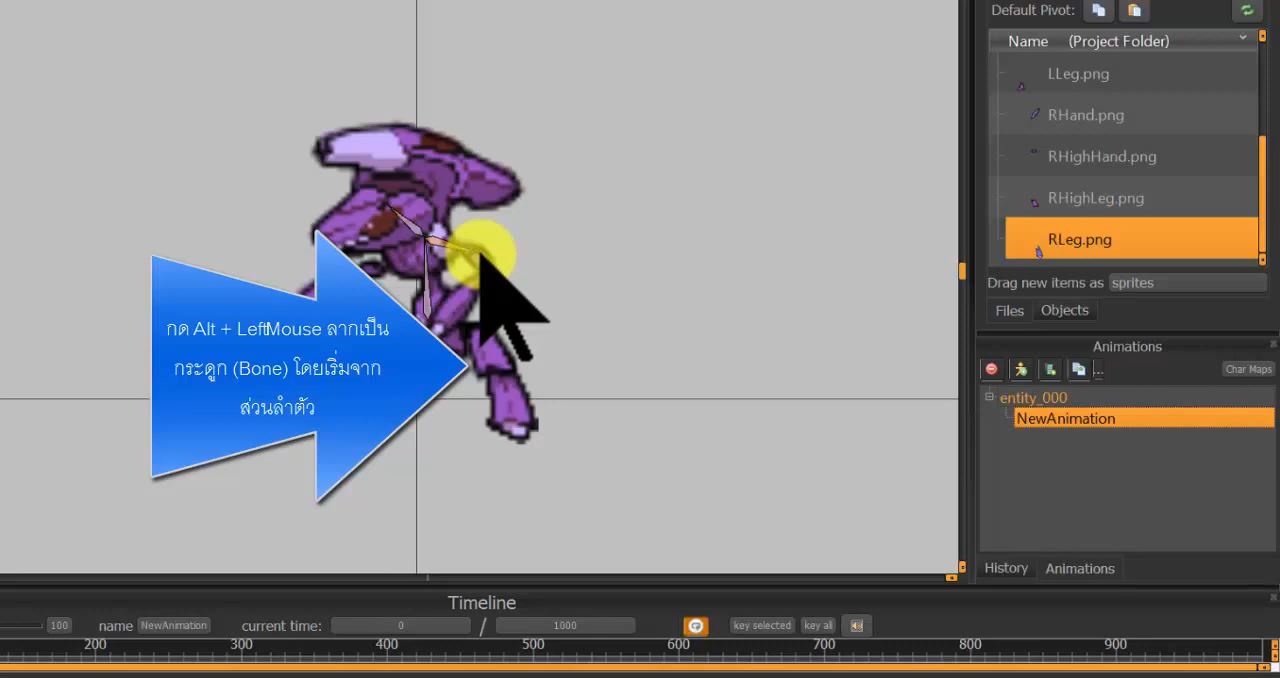 Default Pivot:
Name (Project Folder)
LLeg.png
RHand.png
RHighHand.png
RHighLeg.png
RLeg.png
Drag new items as sprites
Files Objects
กด Alt + LeftMouse ลากเป็น
กระดูก (Bone) โดยเริ่มจาก
ส่วนลำตัว
Animations
... Char Maps
entity_000
NewAnimation
History Animations
Timeline
100 name NewAnimation current time: 0 / 1000 key selected key all
200 300 400 500 600 700 800 900